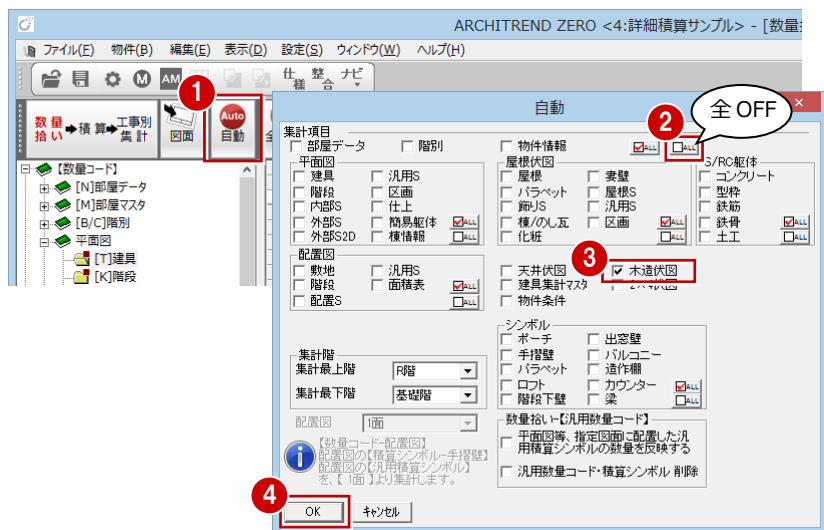 ARCHITREND ZERO <4:詳細積算サンプル> - [数量
ファイル(F) 物件(B) 編集(E) 表示(D) 設定(S) ウィンドウ(W) ヘルプ(H)
AM 仕様 整合 ナビ
1
数量拾い 積算 工事別集計 図面 Auto 自動
【数量コード】
[N]部屋データ
[M]部屋マスタ
[B/C]階別
平面図
[T]建具
[K]階段
自動
2
全OFF
集計項目
部屋データ 階別 物件情報 ALL ALL
平面図
建具 汎用S
階段 区画
内部S 仕上
外部S 簡易躯体 ALL
外部S2D 棟情報 ALL
屋根伏図
屋根 妻壁
パラペット 屋根S
飾りS 汎用S
棟/のし瓦 区画 ALL
化粧 ALL
S/RC躯体
コンクリート
型枠
鉄筋
鉄骨 ALL
土工 ALL
配置図
敷地 汎用S
階段 面積表 ALL
配置S ALL
3
天井伏図 木造伏図
建具集計マスタ 2×4伏図
物件条件
シンボル
ポーチ 出窓壁
手摺壁 バルコニー
パラペット 造作棚
ロフト カウンター ALL
階段下壁 梁 ALL
集計階
集計最上階 R階
集計最下階 基礎階
配置図 1面
【数量コード-配置図】
配置図の【積算シンボル-手摺壁】
配置図の【汎用積算シンボル】
を、【 1面 】より集計します。
数量拾い-【汎用数量コード】
平面図等、指定図面に配置した汎
用積算シンボルの数量を反映する
汎用数量コード・積算シンボル 削除
4
OK キャンセル